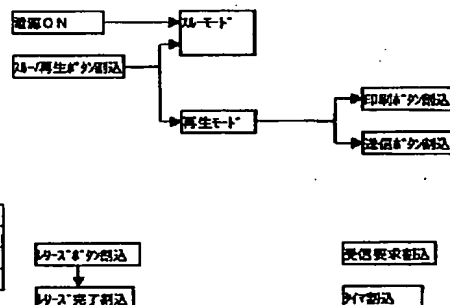 電源ON
スルーモード
スルー/再生ボタン割込
再生モード
印刷ボタン割込
送信ボタン割込
レリーズボタン割込
レリーズ完了割込
受信要求割込
タイマ割込